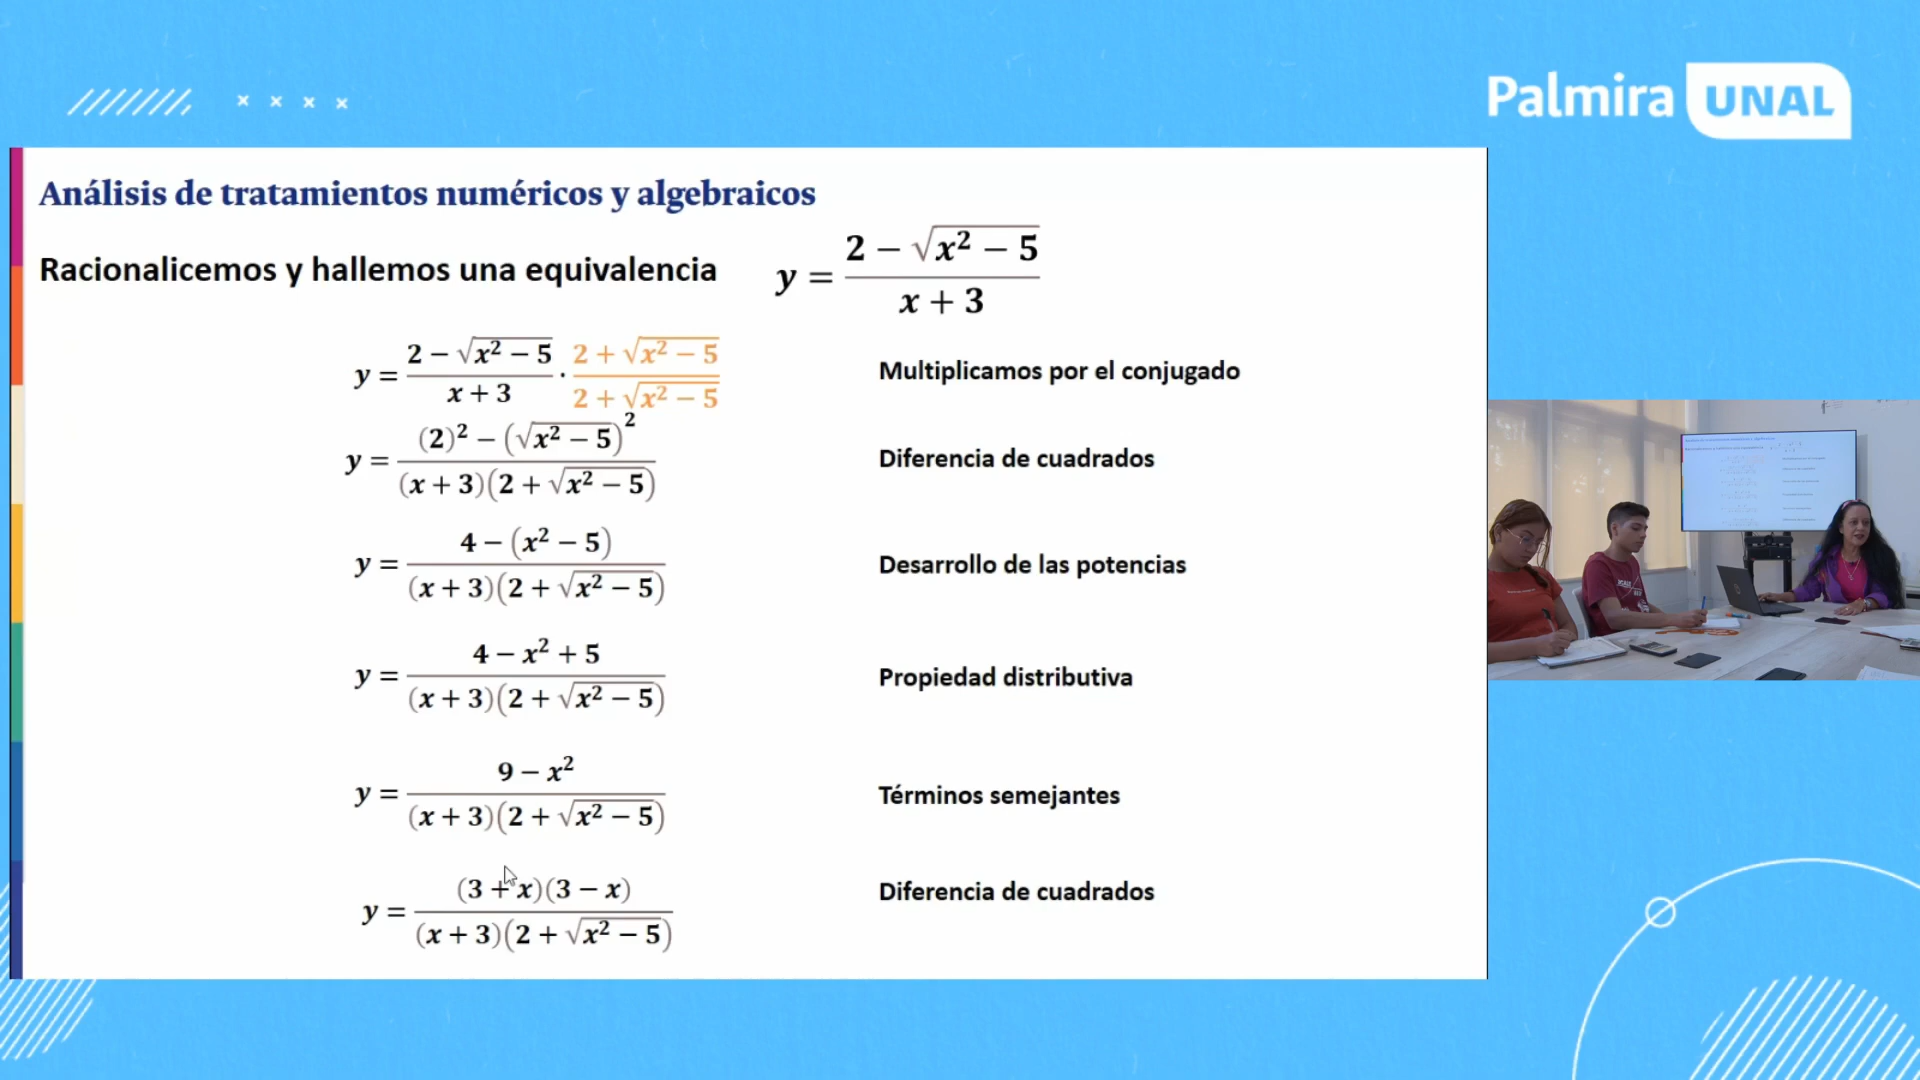 Palmira UNAL
Análisis de tratamientos numéricos y algebraicos
Racionalicemos y hallemos una equivalencia y = (2 − √(x² − 5)) / (x + 3)
y = (2 − √(x² − 5)) / (x + 3) · (2 + √(x² − 5)) / (2 + √(x² − 5)) Multiplicamos por el conjugado
y = ((2)² − (√(x² − 5))²) / ((x + 3)(2 + √(x² − 5))) Diferencia de cuadrados
y = (4 − (x² − 5)) / ((x + 3)(2 + √(x² − 5))) Desarrollo de las potencias
y = (4 − x² + 5) / ((x + 3)(2 + √(x² − 5))) Propiedad distributiva
y = (9 − x²) / ((x + 3)(2 + √(x² − 5))) Términos semejantes
y = ((3 + x)(3 − x)) / ((x + 3)(2 + √(x² − 5))) Diferencia de cuadrados